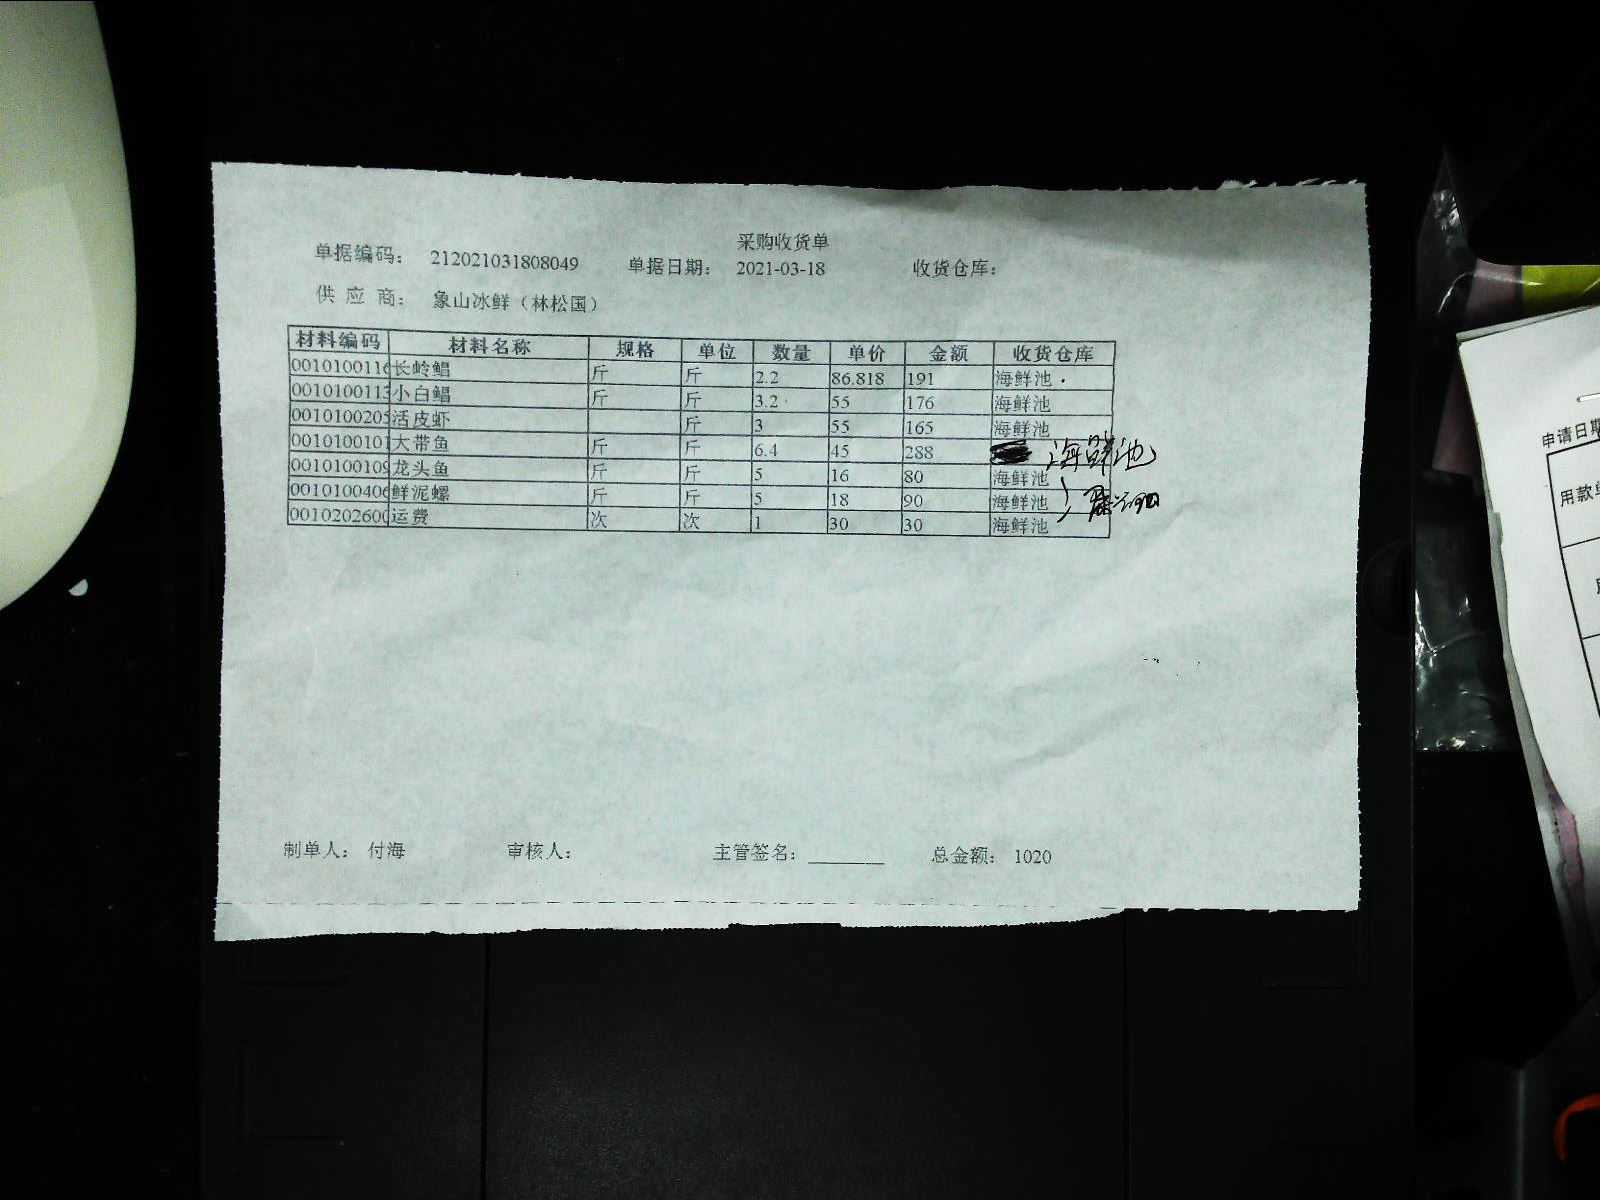 采购收货单
单据编码： 212021031808049 单据日期： 2021-03-18 收货仓库：
供 应 商： 象山冰鲜（林松国）
材料编码 材料名称 规格 单位 数量 单价 金额 收货仓库
0010100116 长岭鲳 斤 斤 2.2 86.818 191 海鲜池
0010100113 小白鲳 斤 斤 3.2 55 176 海鲜池
0010100205 活皮虾 斤 3 55 165 海鲜池
0010100101 大带鱼 斤 斤 6.4 45 288 海鲜池
0010100109 龙头鱼 斤 斤 5 16 80 海鲜池
0010100406 鲜泥螺 斤 斤 5 18 90 海鲜池
0010202600 运费 次 次 1 30 30 海鲜池
制单人： 付海 审核人： 主管签名： 总金额： 1020
申请日期
用款单